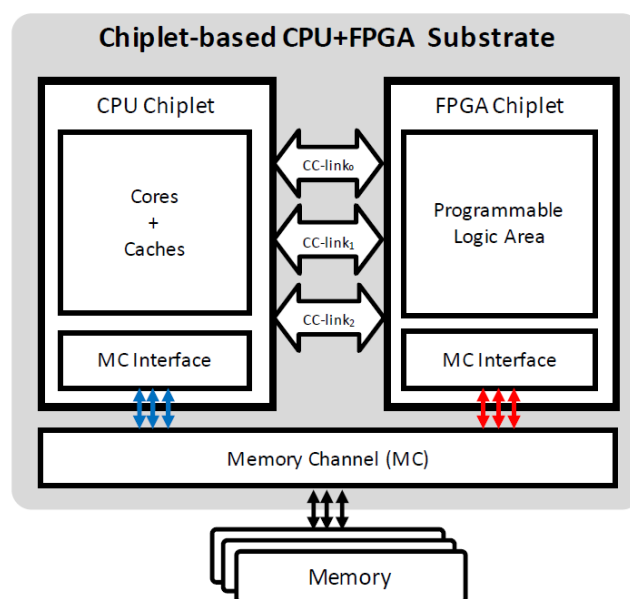 Chiplet-based CPU+FPGA Substrate
CPU Chiplet
Cores
+
Caches
MC Interface
CC-link₀
CC-link₁
CC-link₂
FPGA Chiplet
Programmable
Logic Area
MC Interface
Memory Channel (MC)
Memory